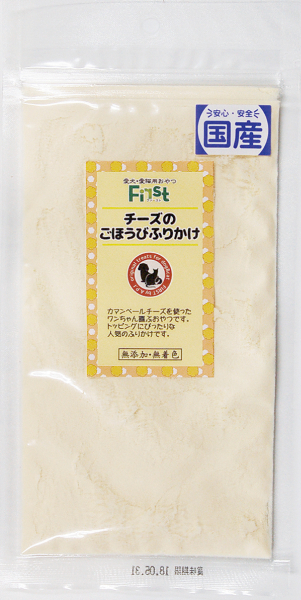 安心・安全
国産
愛犬・愛猫用おやつ
First
チーズの
ごほうびふりかけ
カマンベールチーズを使った
ワンちゃん喜ぶおやつです。
トッピングにぴったりな
人気のふりかけです。
無添加・無着色
賞味期限 18.05.31